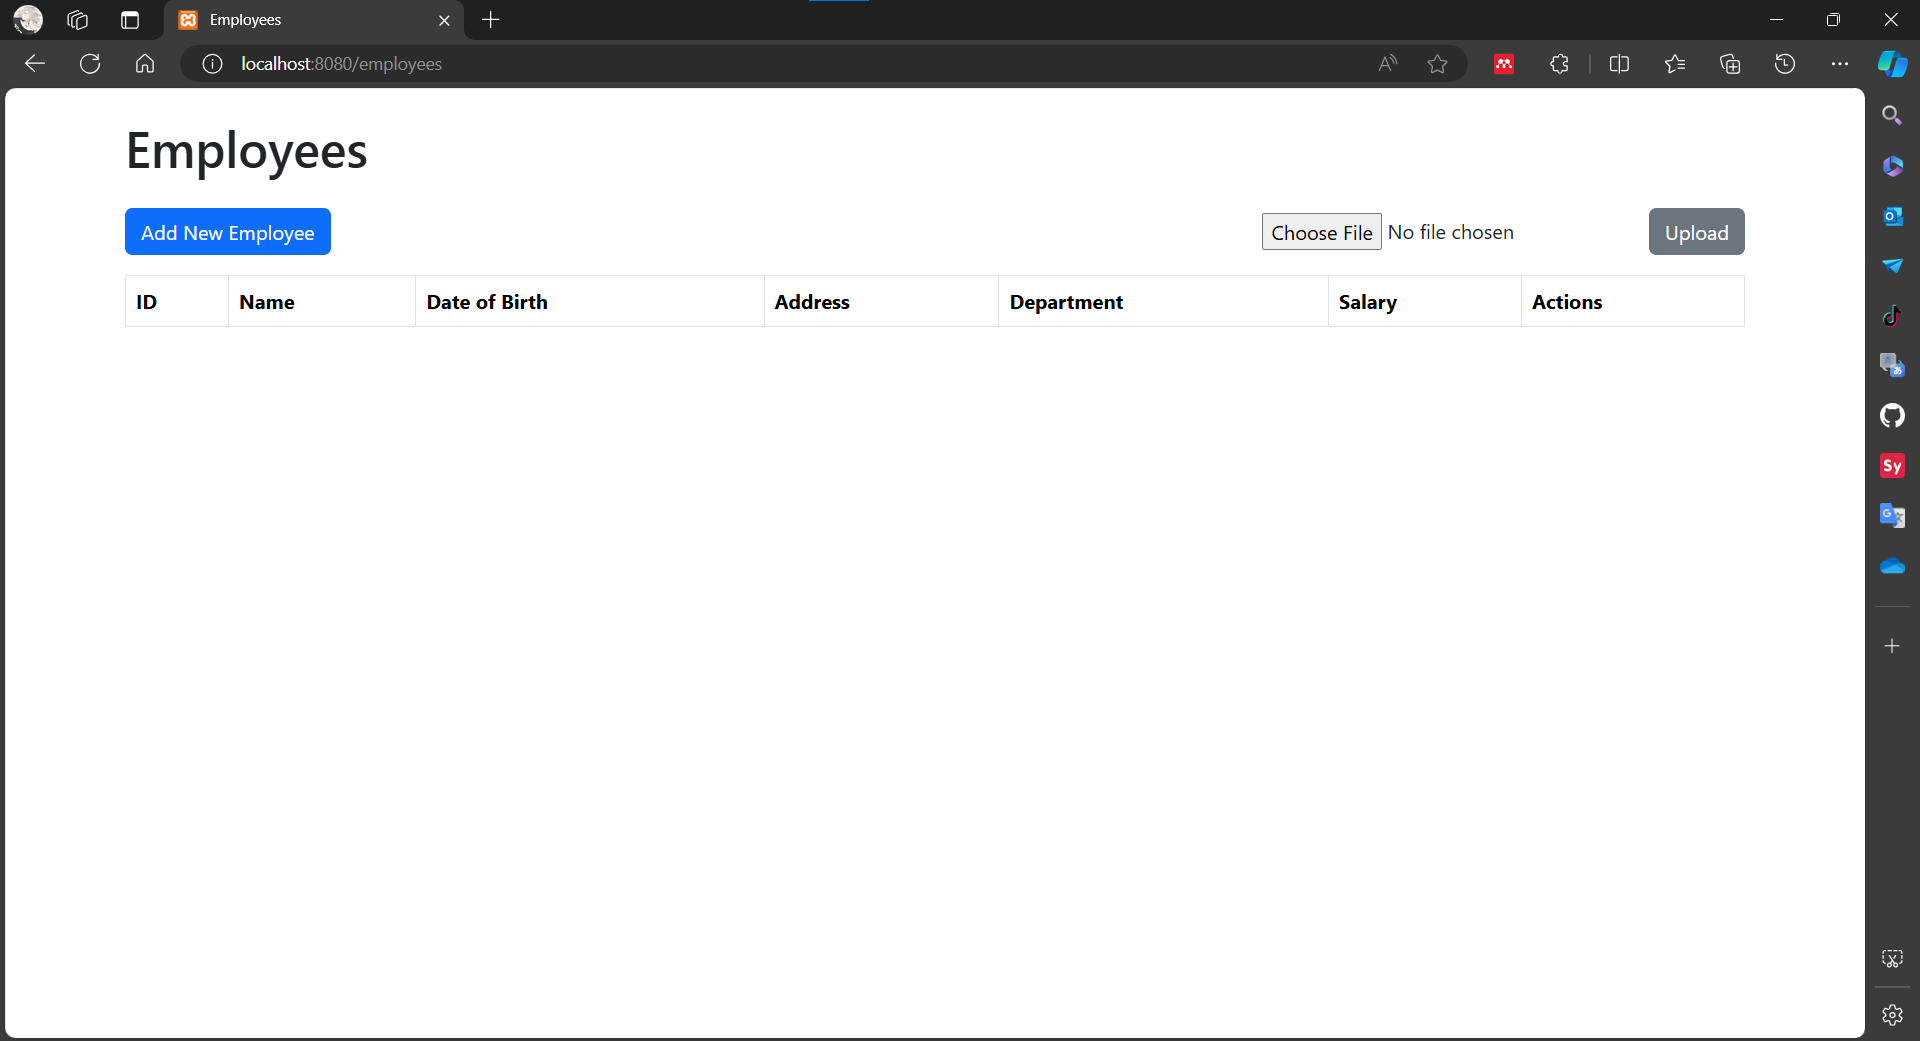 Employees
localhost:8080/employees
Employees
Add New Employee
Choose File No file chosen
Upload
ID Name Date of Birth Address Department Salary Actions
Sy